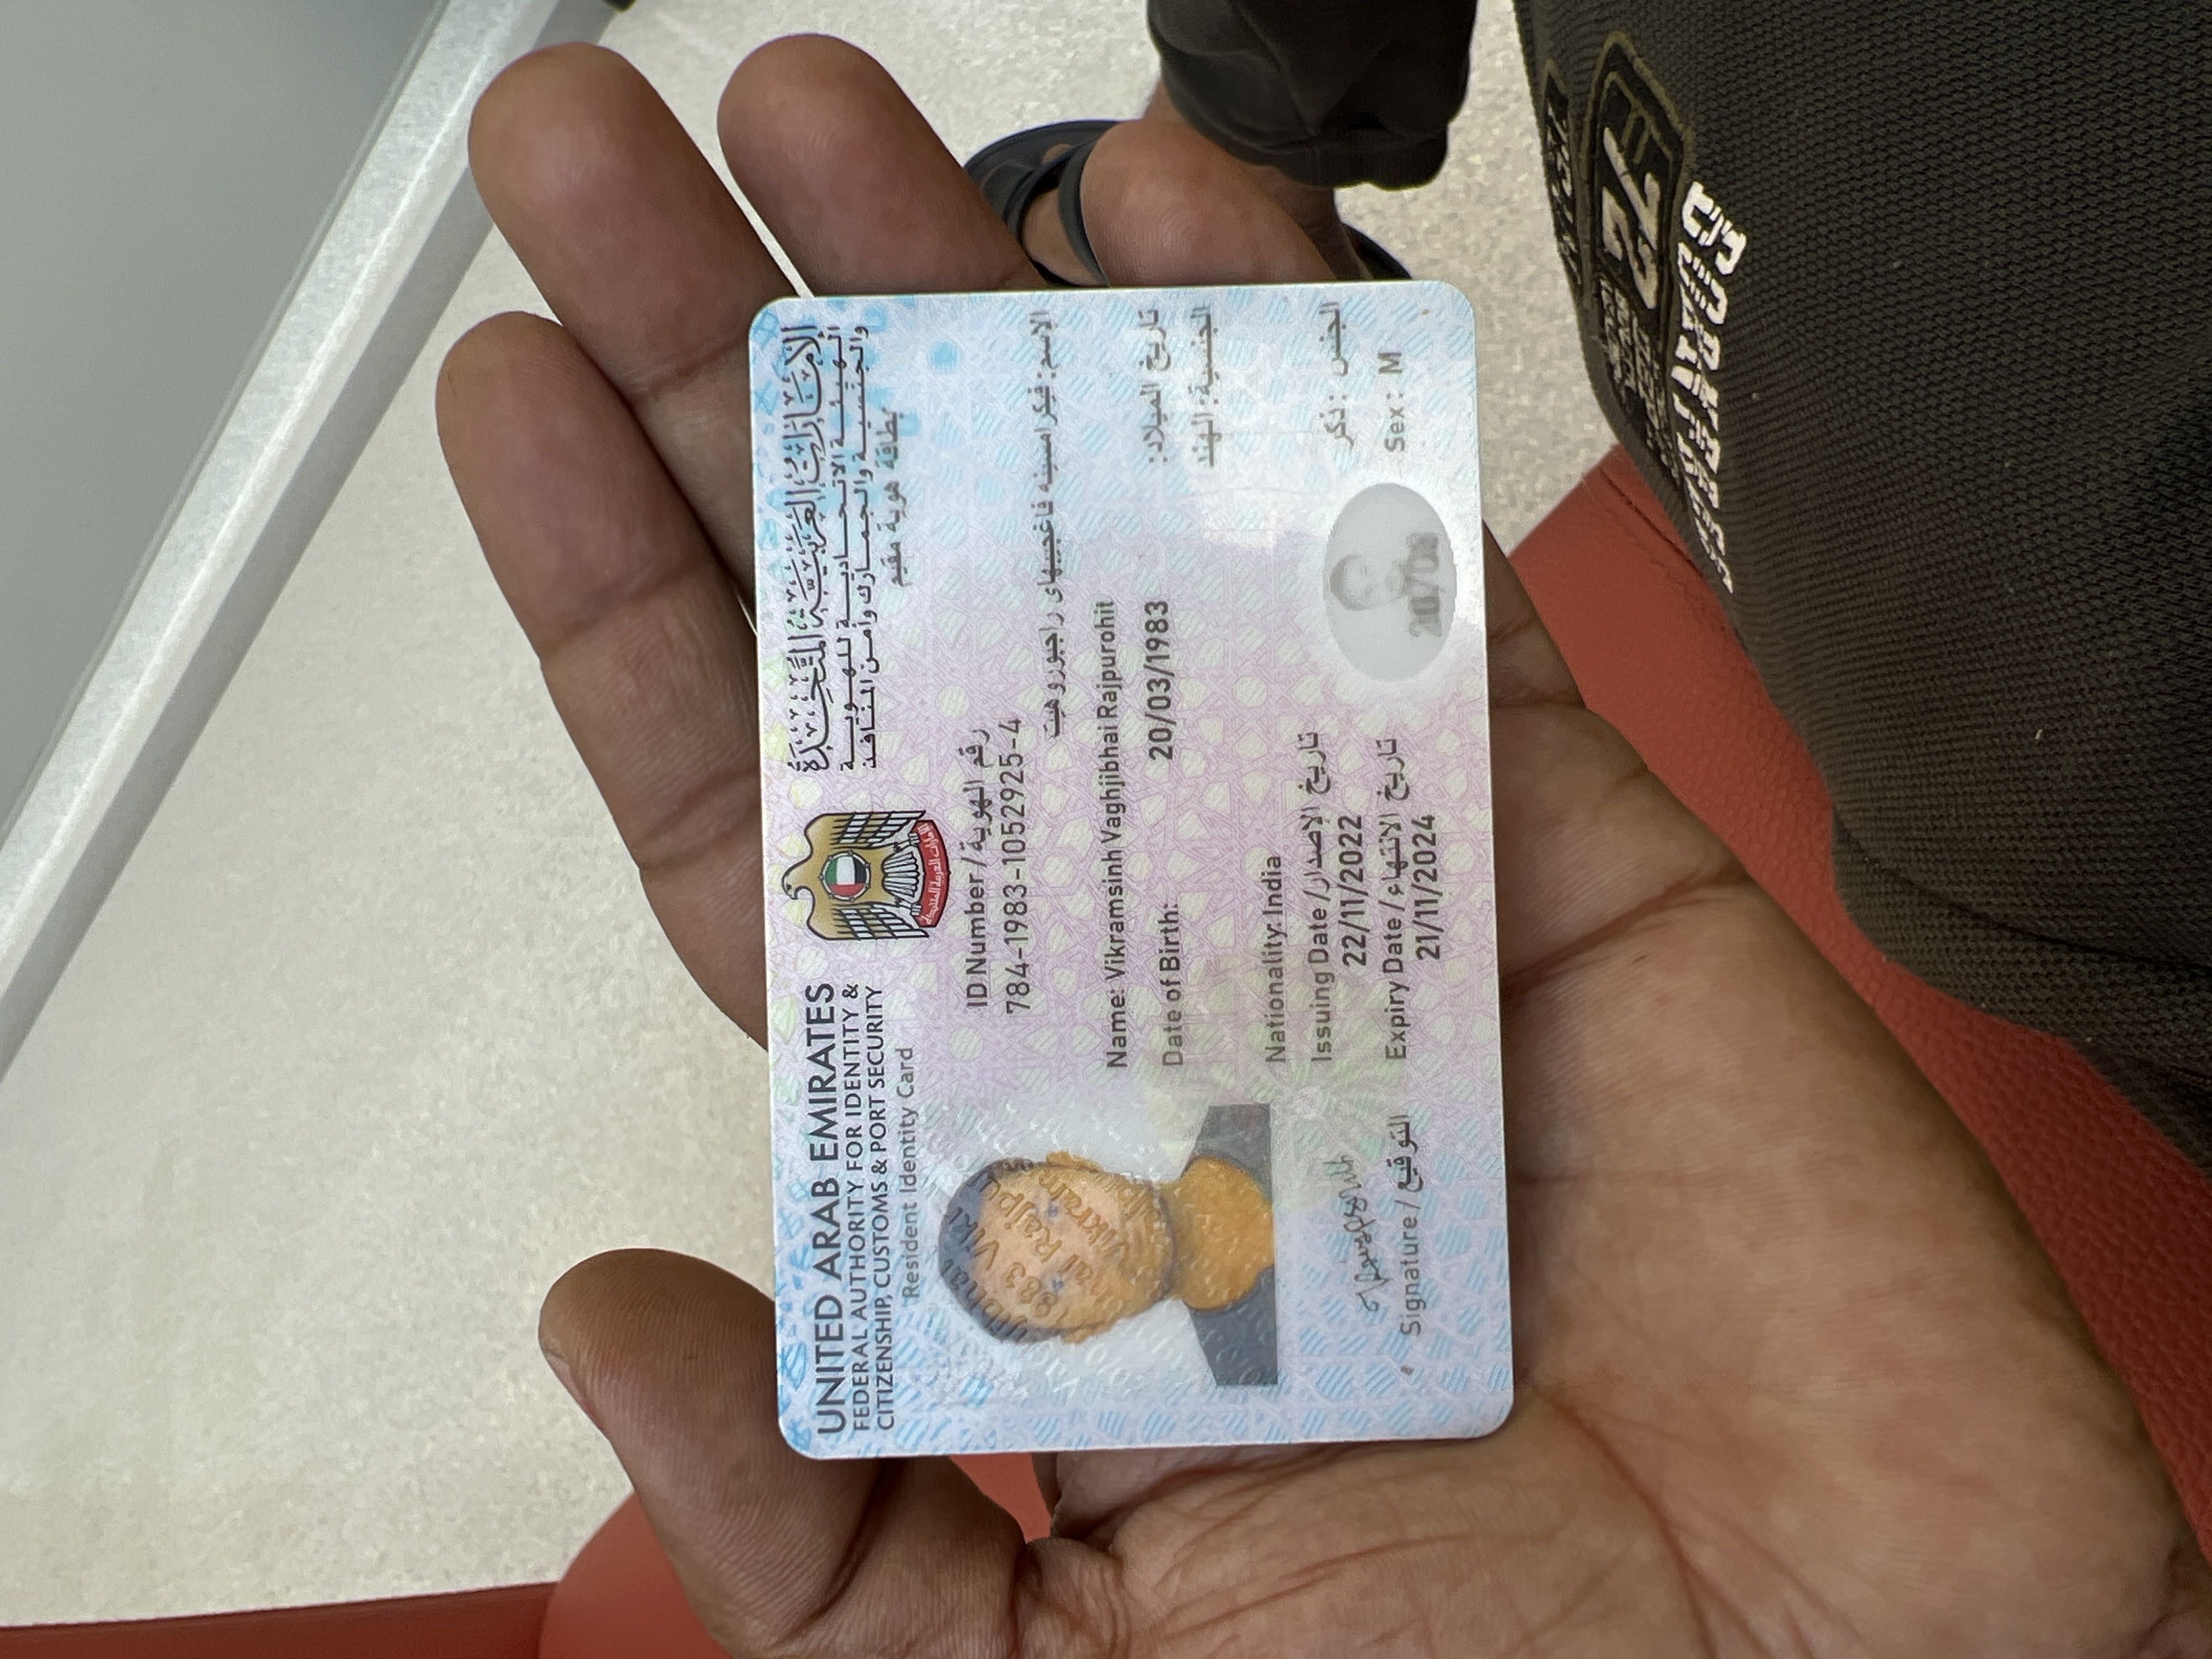 UNITED ARAB EMIRATES
FEDERAL AUTHORITY FOR IDENTITY &
CITIZENSHIP, CUSTOMS & PORT SECURITY
Resident Identity Card
الإمارات العربية المتحدة
الهيئة الاتحادية للهوية
والجنسية والجمارك وأمن المنافذ
بطاقة هوية مقيم
الإمارات العربية المتحدة
ID Number / رقم الهوية
784-1983-1052925-4
الإسم: فيكرامسينه فاغجيبهاى راجبوروهيت
Name: Vikramsinh Vaghjibhai Rajpurohit
Date of Birth: 20/03/1983 تاريخ الميلاد:
الجنسية: الهند
Nationality: India
Issuing Date / تاريخ الإصدار
22/11/2022
Expiry Date / تاريخ الانتهاء
21/11/2024
الجنس : ذكر
Sex: M
Signature / التوقيع
20/03
72